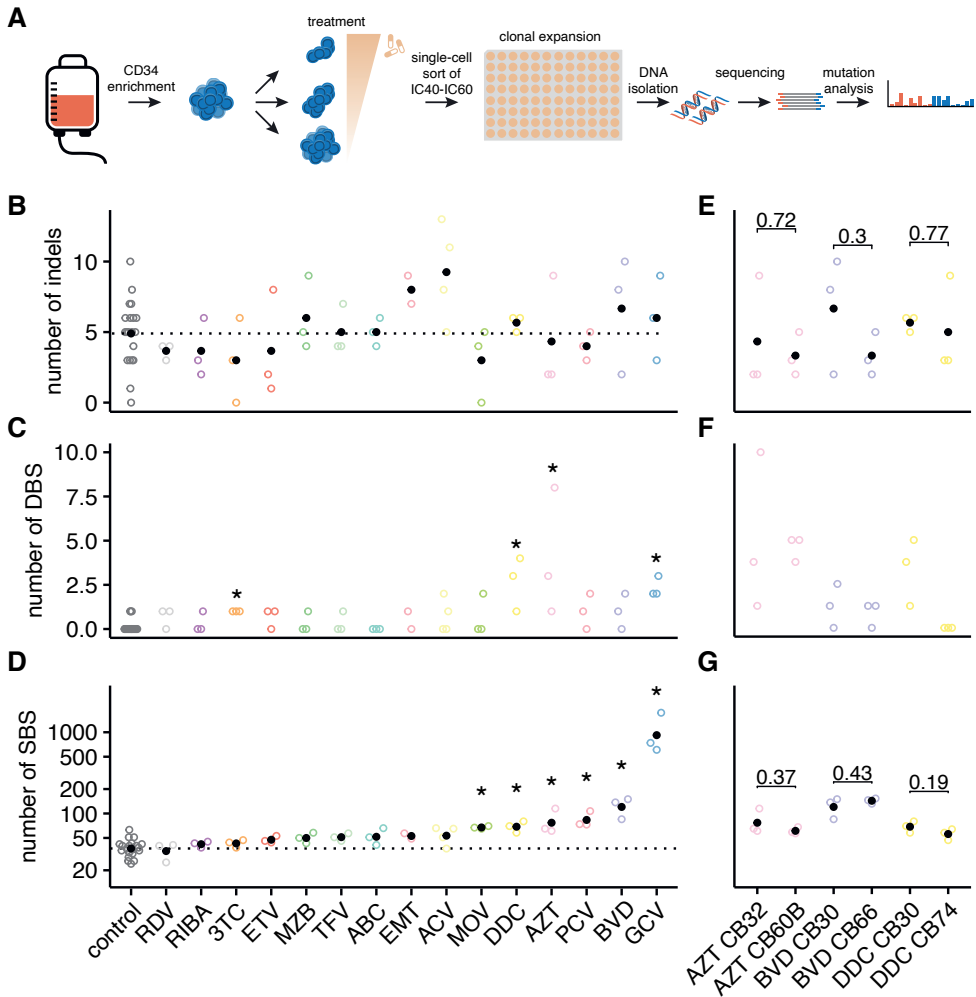 A
CD34
enrichment
treatment
single-cell
sort of
IC40-IC60
clonal expansion
DNA
isolation
sequencing
mutation
analysis
B
number of indels
10
5
0
C
number of DBS
10.0
7.5
5.0
2.5
0.0
* * * *
D
number of SBS
1000
500
200
100
50
20
* * * * * *
control
RDV
RIBA
3TC
ETV
MZB
TFV
ABC
EMT
ACV
MOV
DDC
AZT
PCV
BVD
GCV
E
0.72
0.3
0.77
F
G
0.37
0.43
0.19
AZT CB32
AZT CB60B
BVD CB30
BVD CB66
DDC CB30
DDC CB74